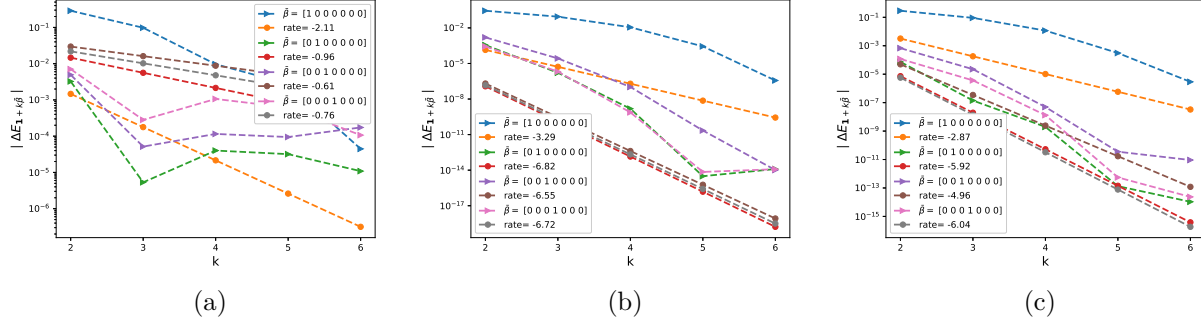 10⁻¹
10⁻²
10⁻³
10⁻⁴
10⁻⁵
10⁻⁶
| ΔE₁₊ₖβ̄ |
2 3 4 5 6
k
β̄ = [1 0 0 0 0 0 0]
rate= -2.11
β̄ = [0 1 0 0 0 0 0]
rate= -0.96
β̄ = [0 0 1 0 0 0 0]
rate= -0.61
β̄ = [0 0 0 1 0 0 0]
rate= -0.76
(a)
10⁻²
10⁻⁵
10⁻⁸
10⁻¹¹
10⁻¹⁴
10⁻¹⁷
| ΔE₁₊ₖβ̄ |
2 3 4 5 6
k
β̄ = [1 0 0 0 0 0 0]
rate= -3.29
β̄ = [0 1 0 0 0 0 0]
rate= -6.82
β̄ = [0 0 1 0 0 0 0]
rate= -6.55
β̄ = [0 0 0 1 0 0 0]
rate= -6.72
(b)
10⁻¹
10⁻³
10⁻⁵
10⁻⁷
10⁻⁹
10⁻¹¹
10⁻¹³
10⁻¹⁵
| ΔE₁₊ₖβ̄ |
2 3 4 5 6
k
β̄ = [1 0 0 0 0 0 0]
rate= -2.87
β̄ = [0 1 0 0 0 0 0]
rate= -5.92
β̄ = [0 0 1 0 0 0 0]
rate= -4.96
β̄ = [0 0 0 1 0 0 0]
rate= -6.04
(c)